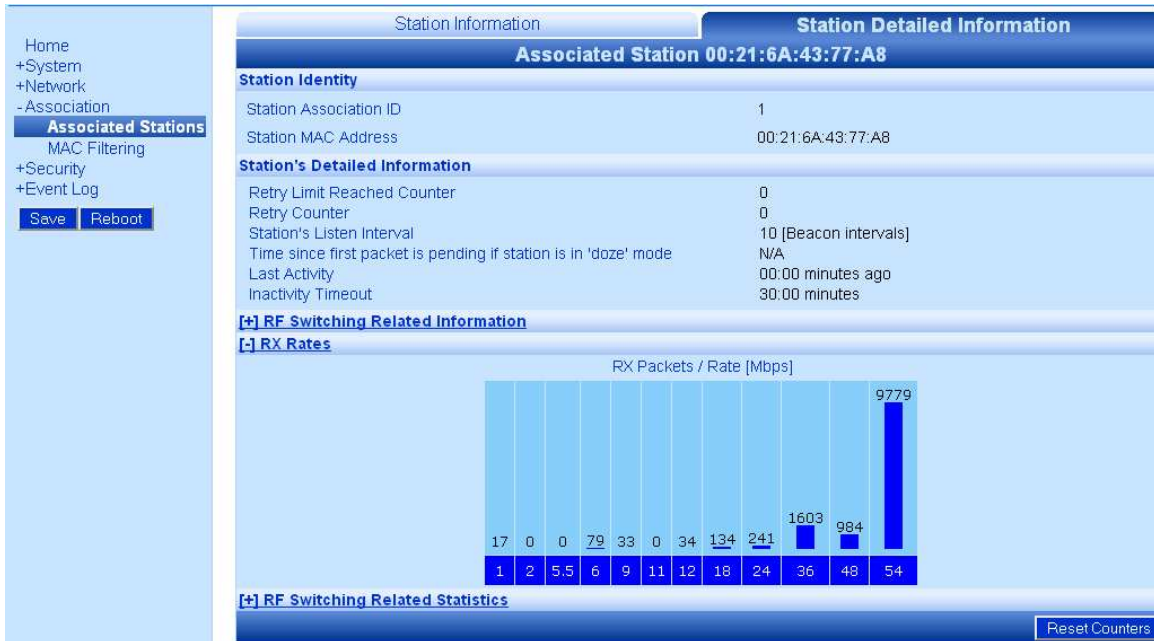 Station Information
Station Detailed Information
Associated Station 00:21:6A:43:77:A8
Home
+System
+Network
-Association
Associated Stations
MAC Filtering
+Security
+Event Log
Save Reboot
Station Identity
Station Association ID 1
Station MAC Address 00:21:6A:43:77:A8
Station's Detailed Information
Retry Limit Reached Counter 0
Retry Counter 0
Station's Listen Interval 10 [Beacon intervals]
Time since first packet is pending if station is in 'doze' mode N/A
Last Activity 00:00 minutes ago
Inactivity Timeout 30:00 minutes
[+] RF Switching Related Information
[-] RX Rates
RX Packets / Rate [Mbps]
17 0 0 79 33 0 34 134 241 1603 984 9779
1 2 5.5 6 9 11 12 18 24 36 48 54
[+] RF Switching Related Statistics
Reset Counters